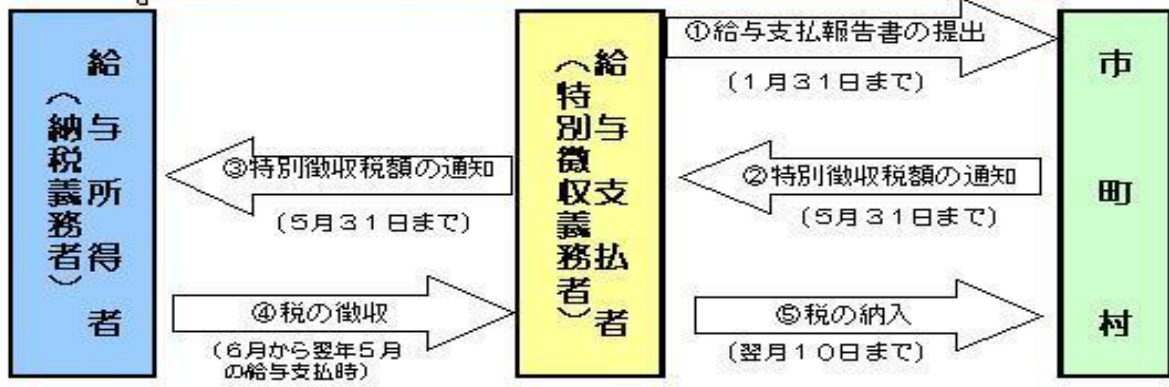 給与所得者
（納税義務者）
給与支払者
（特別徴収義務者）
市町村
①給与支払報告書の提出
（１月３１日まで）
②特別徴収税額の通知
（５月３１日まで）
③特別徴収税額の通知
（５月３１日まで）
④税の徴収
（６月から翌年５月
の給与支払時）
⑤税の納入
（翌月１０日まで）